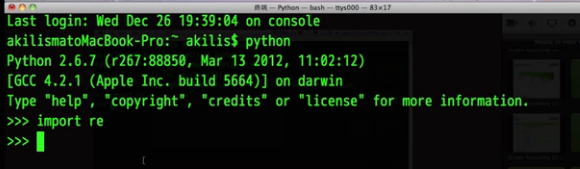 終端 — Python — bash — ttys000 — 83×17
Last login: Wed Dec 26 19:39:04 on console
akilismatoMacBook-Pro:~ akilis$ python
Python 2.6.7 (r267:88850, Mar 13 2012, 11:02:12)
[GCC 4.2.1 (Apple Inc. build 5664)] on darwin
Type "help", "copyright", "credits" or "license" for more information.
>>> import re
>>>